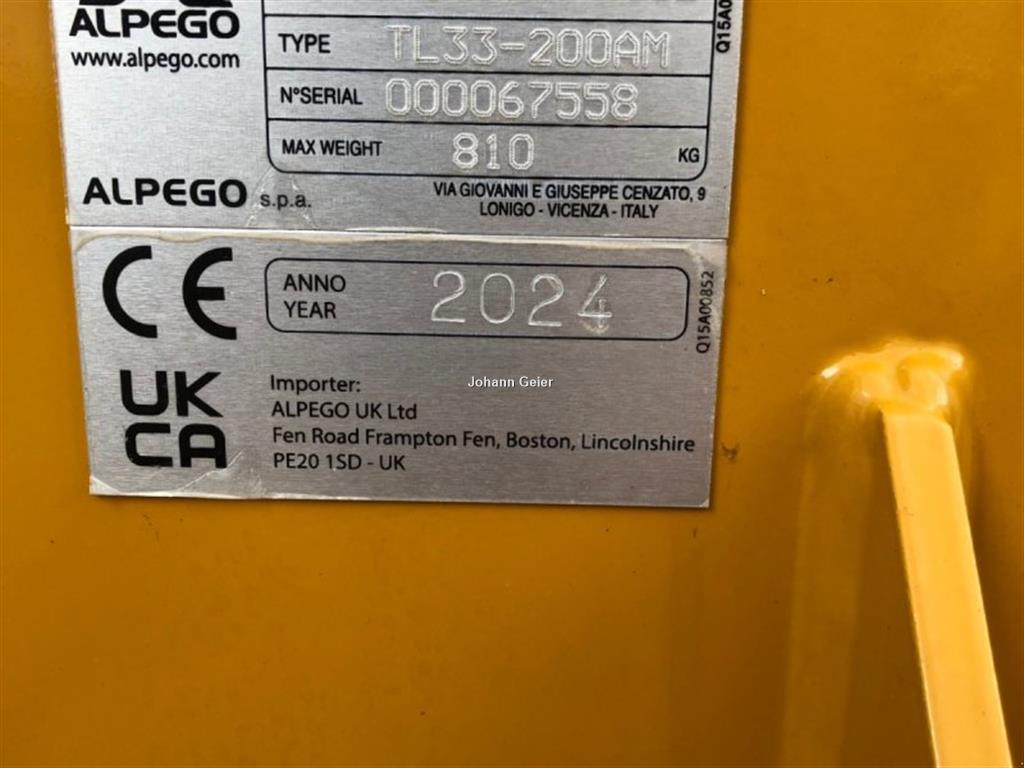 ALPEGO
www.alpego.com
TYPE TL33-200AM
N°SERIAL 000067558
MAX WEIGHT 810 KG
ALPEGO s.p.a.
VIA GIOVANNI E GIUSEPPE CENZATO, 9
LONIGO - VICENZA - ITALY
Q15A0
CE
ANNO
YEAR
2024
Q15A00852
UK
CA
Importer:
ALPEGO UK Ltd
Fen Road Frampton Fen, Boston, Lincolnshire
PE20 1SD - UK
Johann Geier